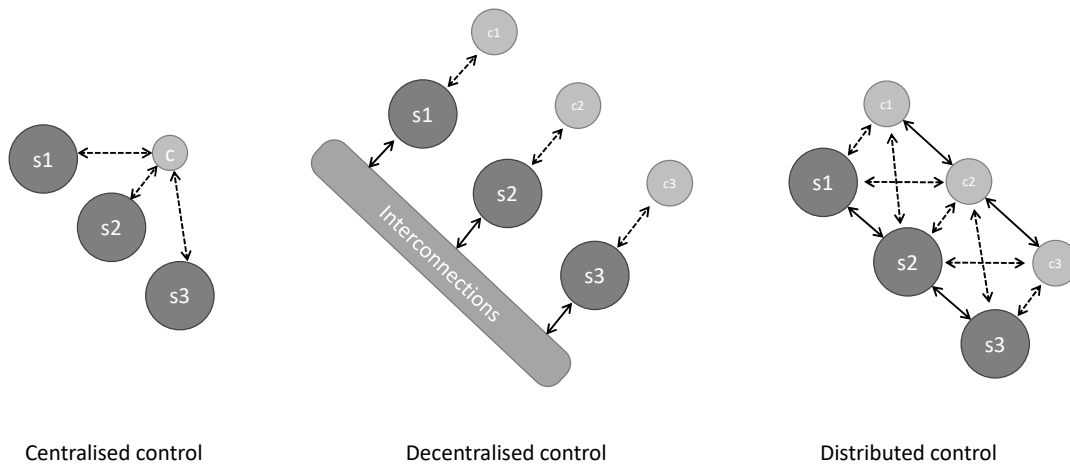 s1
C
s2
s3
Centralised control
c1
s1
c2
s2
c3
s3
Interconnections
Decentralised control
c1
s1
c2
s2
c3
s3
Distributed control